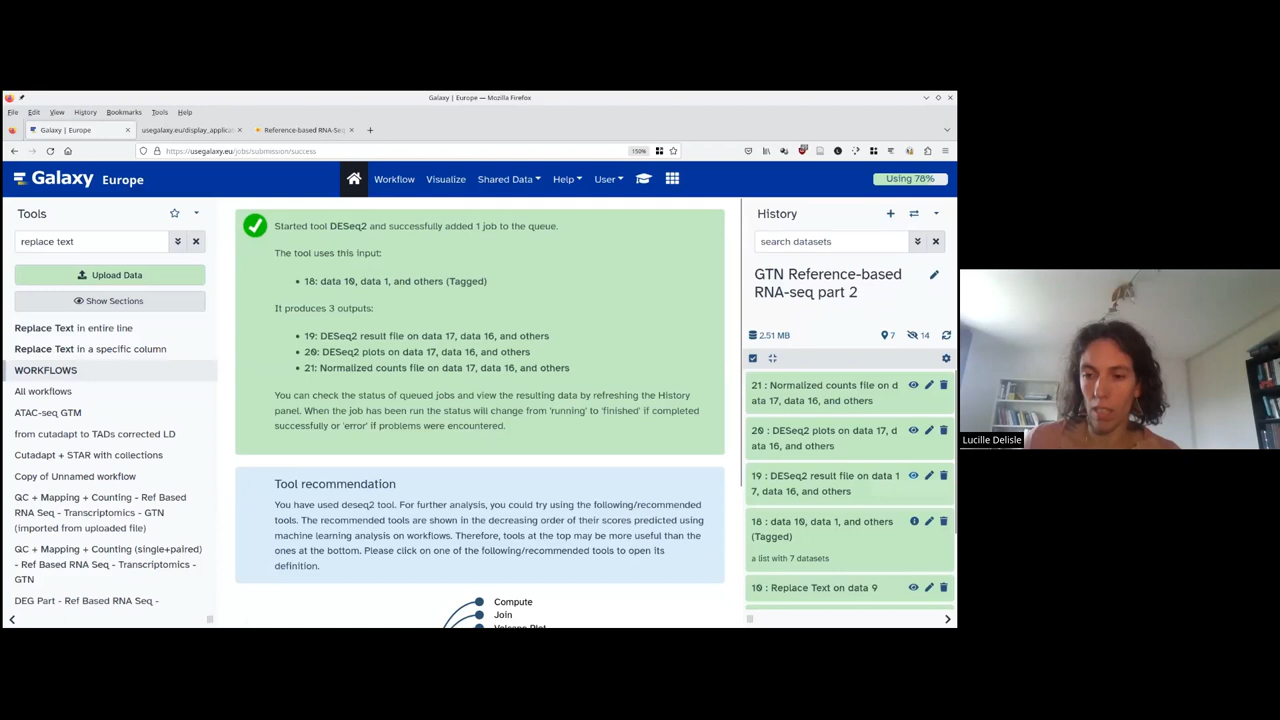 Galaxy | Europe — Mozilla Firefox
File Edit View History Bookmarks Tools Help
Galaxy | Europe
usegalaxy.eu/display_applicat
Reference-based RNA-Seq
https://usegalaxy.eu/jobs/submission/success
150%
Galaxy Europe
Workflow
Visualize
Shared Data
Help
User
Using 78%
Tools
replace text
Upload Data
Show Sections
Replace Text in entire line
Replace Text in a specific column
WORKFLOWS
All workflows
ATAC-seq GTM
from cutadapt to TADs corrected LD
Cutadapt + STAR with collections
Copy of Unnamed workflow
QC + Mapping + Counting - Ref Based
RNA Seq - Transcriptomics - GTN
(imported from uploaded file)
QC + Mapping + Counting (single+paired)
- Ref Based RNA Seq - Transcriptomics -
GTN
DEG Part - Ref Based RNA Seq -
Started tool DESeq2 and successfully added 1 job to the queue.
The tool uses this input:
• 18: data 10, data 1, and others (Tagged)
It produces 3 outputs:
• 19: DESeq2 result file on data 17, data 16, and others
• 20: DESeq2 plots on data 17, data 16, and others
• 21: Normalized counts file on data 17, data 16, and others
You can check the status of queued jobs and view the resulting data by refreshing the History
panel. When the job has been run the status will change from 'running' to 'finished' if completed
successfully or 'error' if problems were encountered.
Tool recommendation
You have used deseq2 tool. For further analysis, you could try using the following/recommended
tools. The recommended tools are shown in the decreasing order of their scores predicted using
machine learning analysis on workflows. Therefore, tools at the top may be more useful than the
ones at the bottom. Please click on one of the following/recommended tools to open its
definition.
Compute
Join
Volcano Plot
History
search datasets
GTN Reference-based
RNA-seq part 2
2.51 MB
7
14
21 : Normalized counts file on d
ata 17, data 16, and others
20 : DESeq2 plots on data 17, d
ata 16, and others
19 : DESeq2 result file on data 1
7, data 16, and others
18 : data 10, data 1, and others
(Tagged)
a list with 7 datasets
10 : Replace Text on data 9
Lucille Delisle